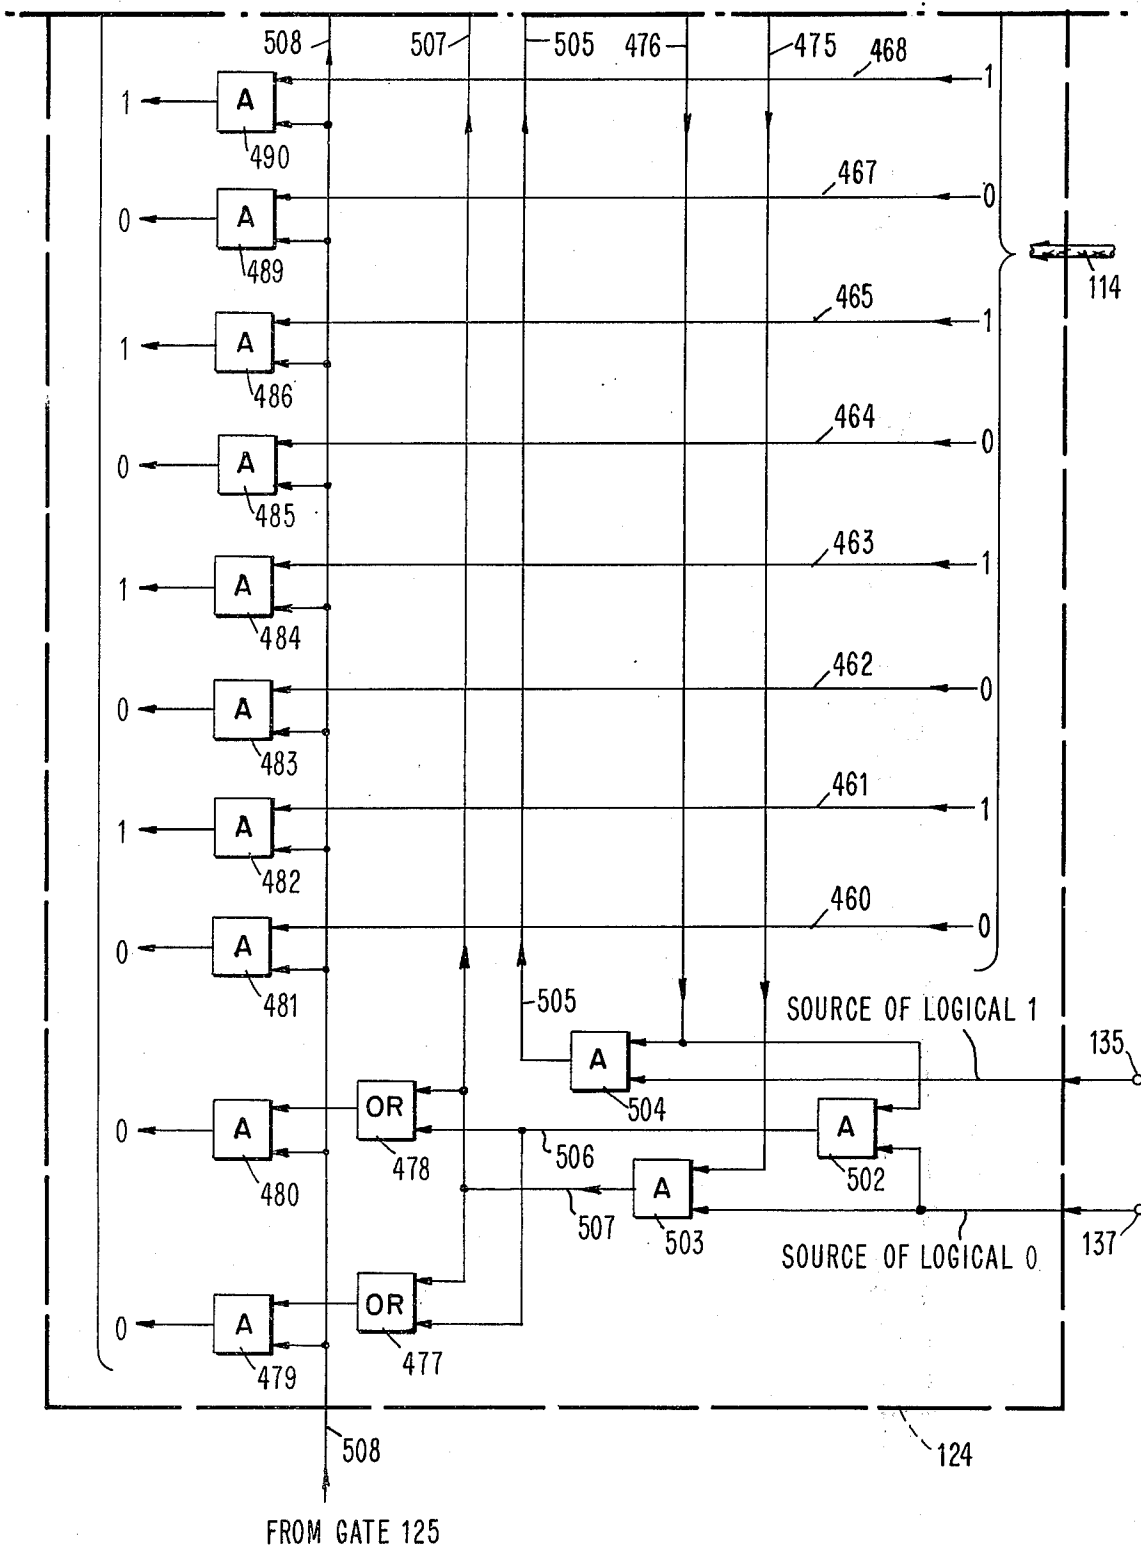 508 507 505 476 475
468
1 A 1
490
467
0 A 0
489
114
465
1 A 1
486
464
0 A 0
485
463
1 A 1
484
462
0 A 0
483
461
1 A 1
482
460
0 A 0
481
505
SOURCE OF LOGICAL 1
135
A
504
OR
A
0 A
506
502
478
480
A
507
503
SOURCE OF LOGICAL 0
137
OR
0 A
477
479
508
124
FROM GATE 125